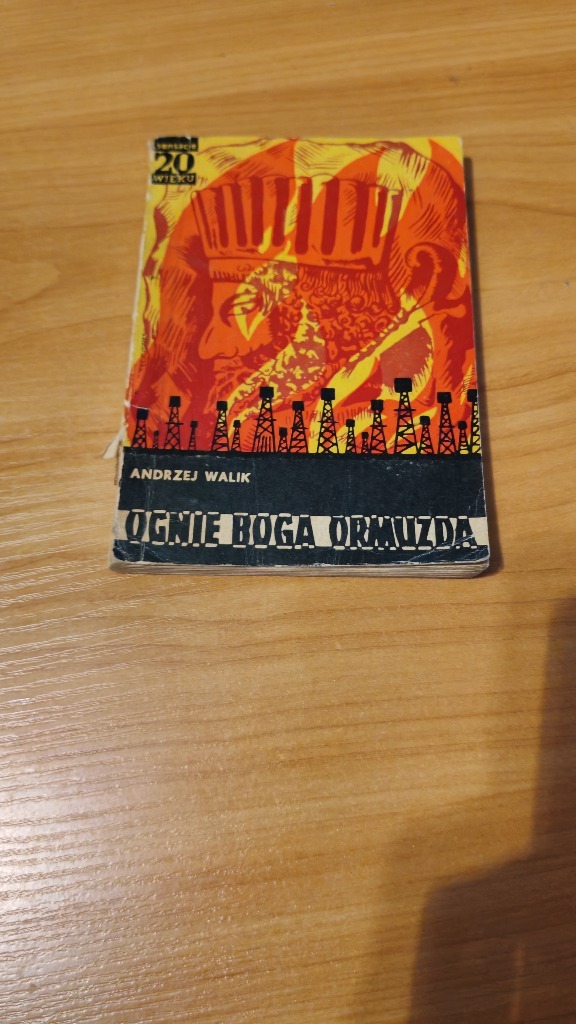 sensacje
20
WIEKU
ANDRZEJ WALIK
OGNIE BOGA ORMUZDA